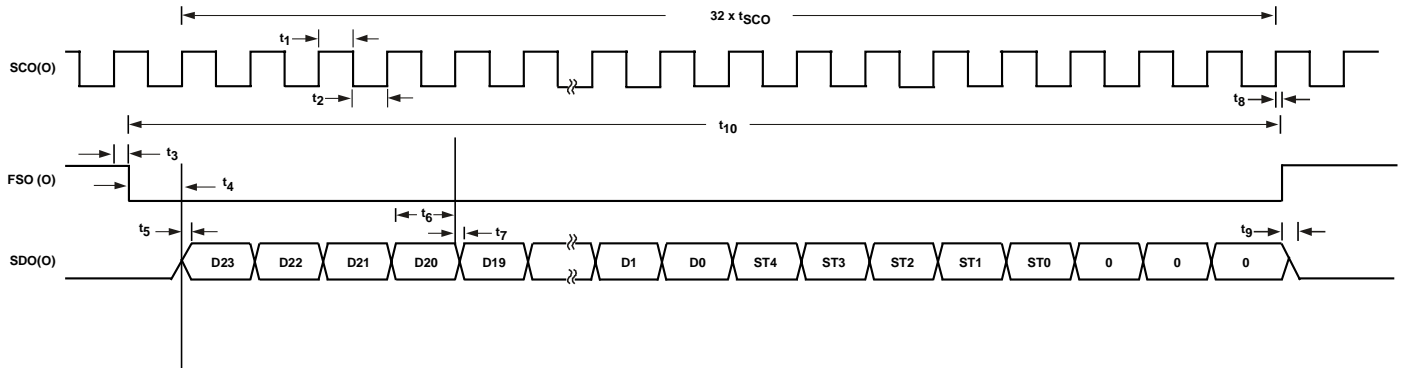 32 x tSCO
t1
SCO(O)
t2
t8
t10
t3
FSO (O)
t4
t6
t5
t7
t9
SDO(O)
D23 D22 D21 D20 D19 D1 D0 ST4 ST3 ST2 ST1 ST0 0 0 0